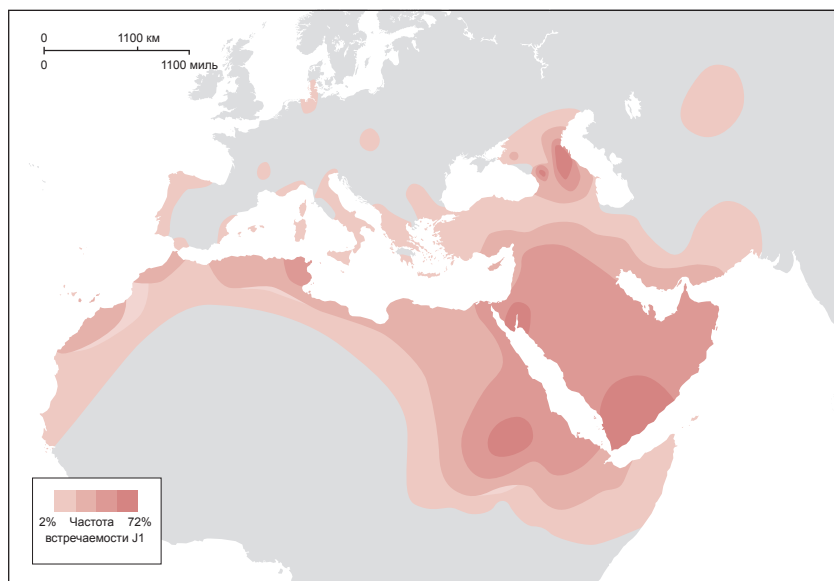 0 1100 км
0 1100 миль
2% Частота 72%
встречаемости J1